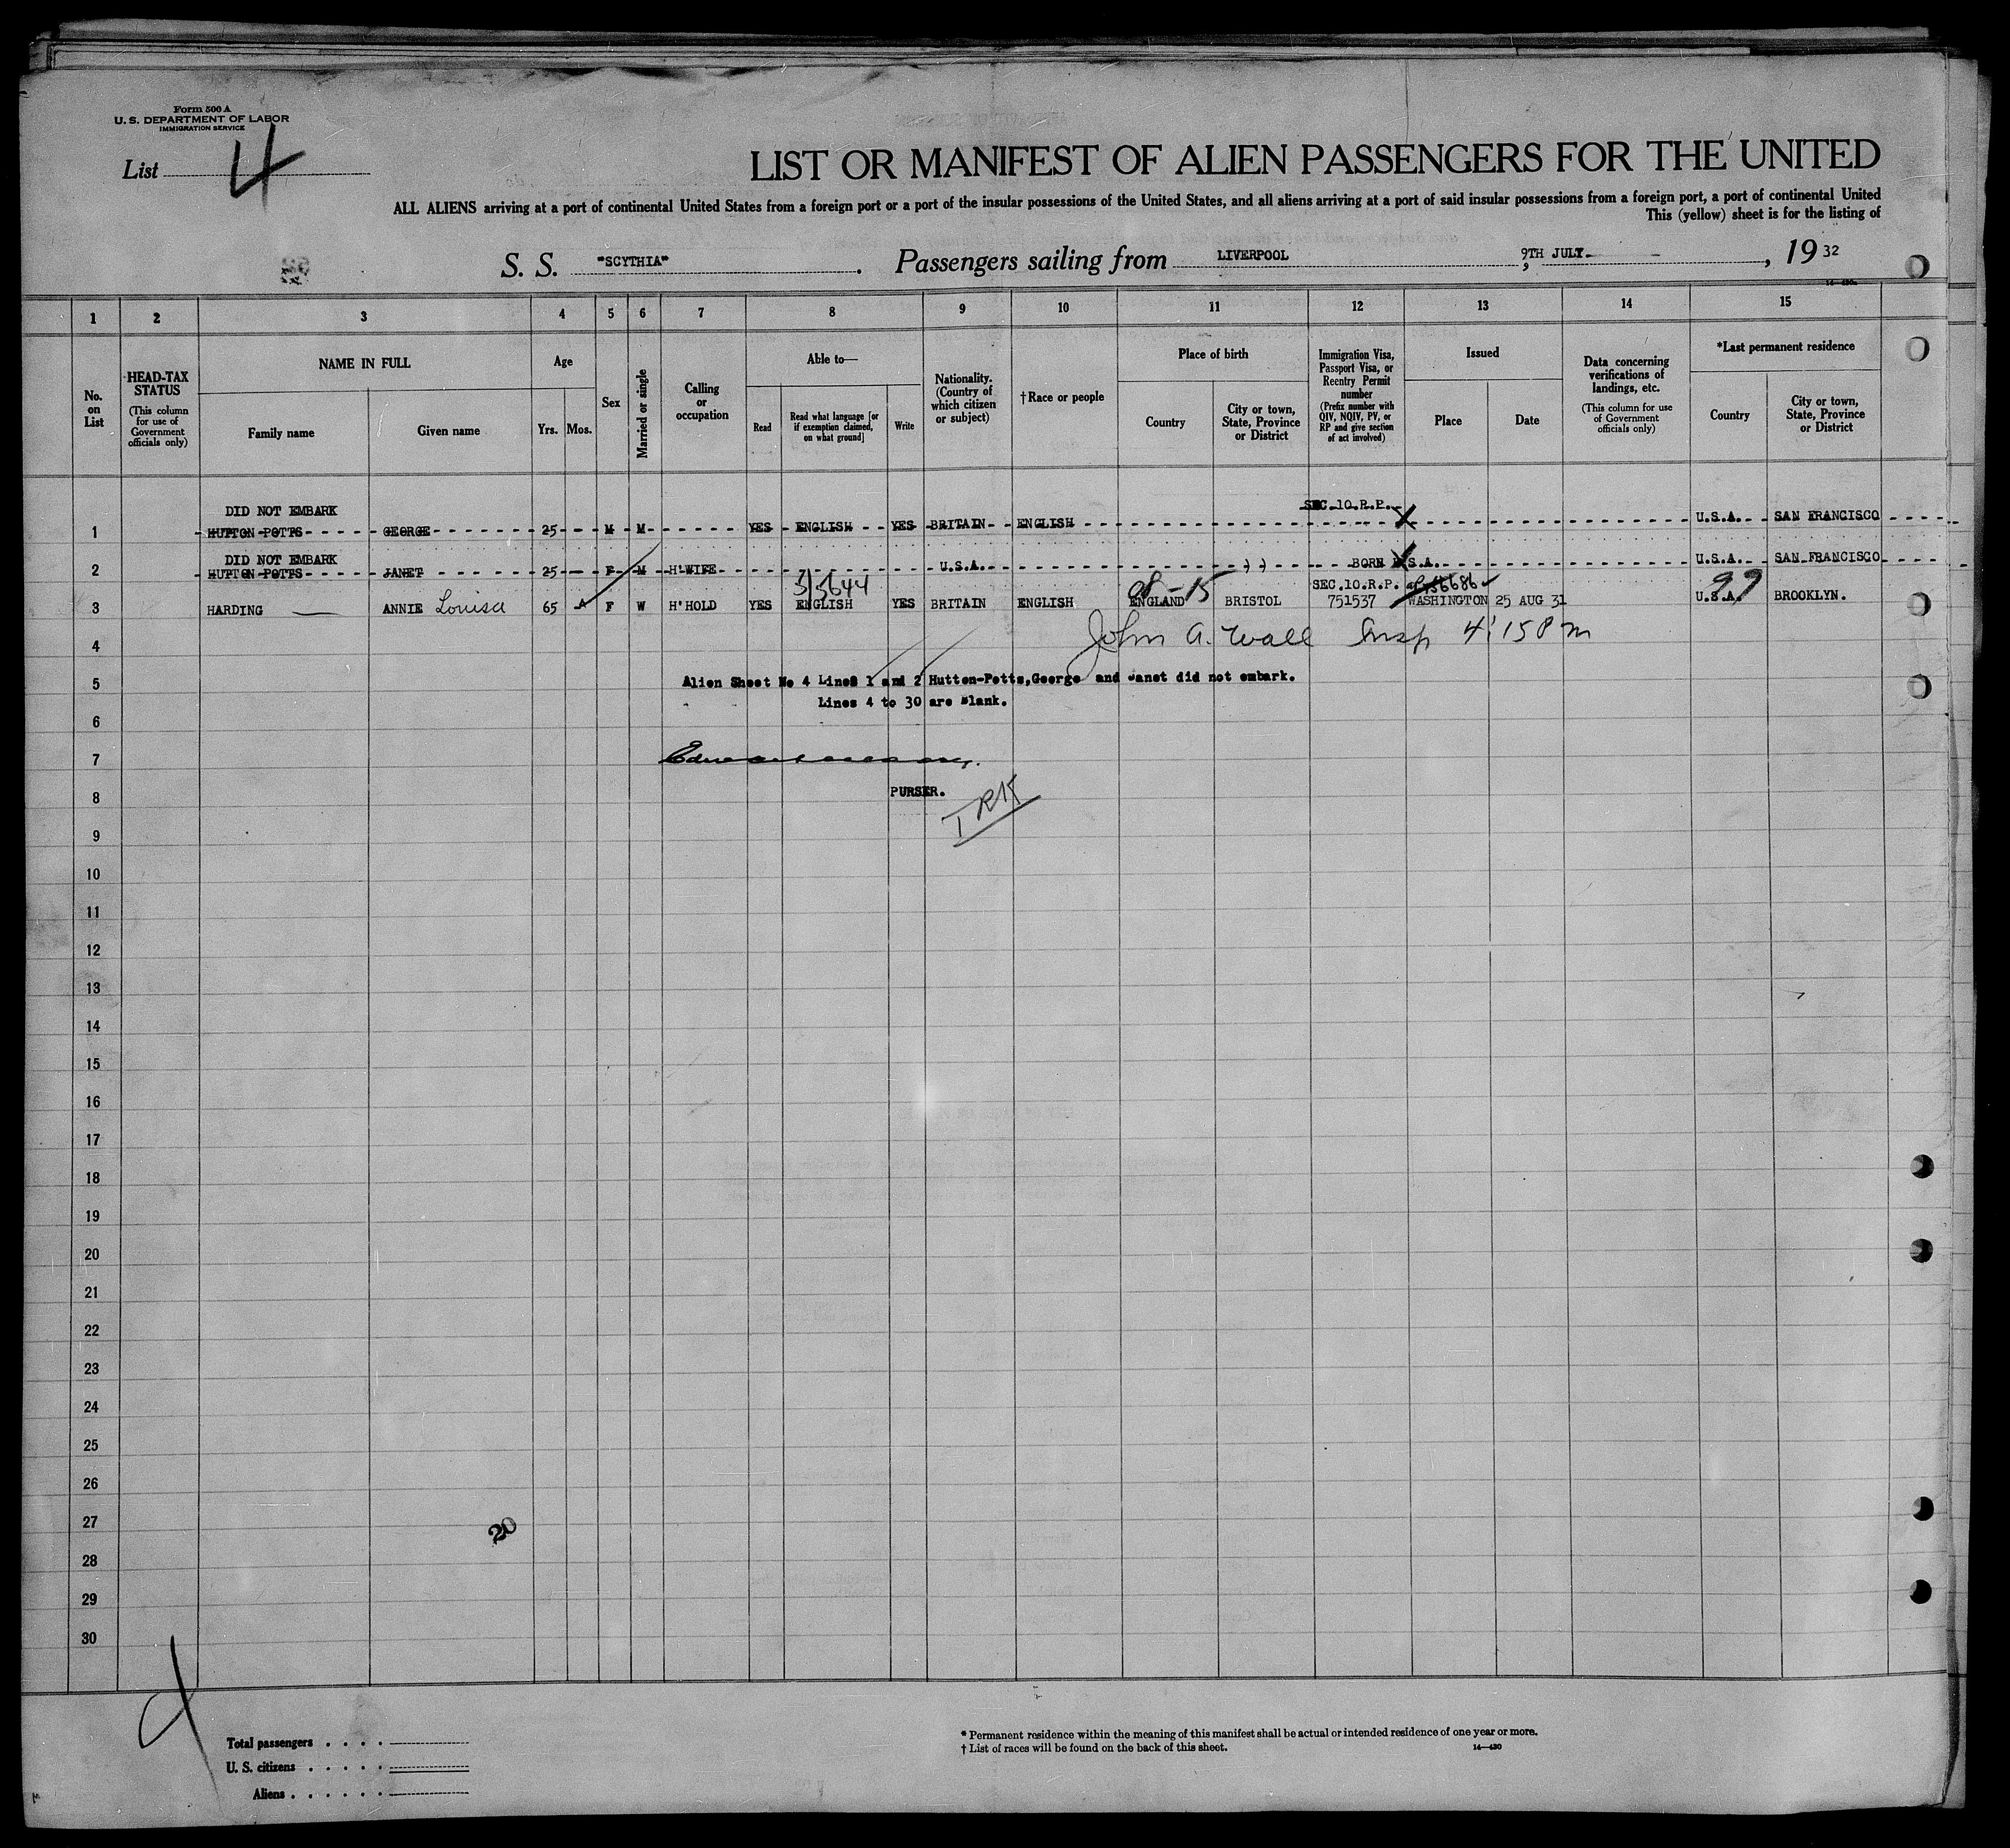 Form 500 A
U. S. DEPARTMENT OF LABOR
IMMIGRATION SERVICE
List 4
LIST OR MANIFEST OF ALIEN PASSENGERS FOR THE UNITED
ALL ALIENS arriving at a port of continental United States from a foreign port or a port of the insular possessions of the United States, and all aliens arriving at a port of said insular possessions from a foreign port, a port of continental United
This (yellow) sheet is for the listing of
S. S. "SCYTHIA" . Passengers sailing from LIVERPOOL , 9TH JULY- , 19 32
1 2 3 4 5 6 7 8 9 10 11 12 13 14 15
No. on List
HEAD-TAX STATUS
(This column for use of Government officials only)
NAME IN FULL
Family name
Given name
Age
Yrs.
Mos.
Sex
Married or single
Calling or occupation
Able to—
Read
Read what language [or if exemption claimed, on what ground]
Write
Nationality. (Country of which citizen or subject)
†Race or people
Place of birth
Country
City or town, State, Province or District
Immigration Visa, Passport Visa, or Reentry Permit number
(Prefix number with QIV, NQIV, PV, or RP and give section of act involved)
Issued
Place
Date
Data concerning verifications of landings, etc.
(This column for use of Government officials only)
*Last permanent residence
Country
City or town, State, Province or District
DID NOT EMBARK SEC.10.R.P.
1 HUTTON-POTTS GEORGE 25 M M YES ENGLISH YES BRITAIN ENGLISH U.S.A. SAN FRANCISCO
DID NOT EMBARK
2 HUTTON-POTTS JANET 25 F M H'WIFE U.S.A. BORN U.S.A. U.S.A. SAN FRANCISCO
515644 98-15 SEC.10.R.P. 99
3 HARDING ANNIE Louisa 65 F W H'HOLD YES ENGLISH YES BRITAIN ENGLISH ENGLAND BRISTOL 751537 WASHINGTON 25 AUG 31 U.S.A. BROOKLYN.
4 John A. Wall Insp 4:15 P m
5 Alien Sheet No 4 Lines 1 and 2 Hutton-Potts,George and Janet did not embark.
Lines 4 to 30 are Blank.
6
7
8 PURSER.
9
10
11
12
13
14
15
16
17
18
19
20
21
22
23
24
25
26
27 20
28
29
30
Total passengers . . . .
U. S. citizens . . . . . .
Aliens . . . . . .
* Permanent residence within the meaning of this manifest shall be actual or intended residence of one year or more.
† List of races will be found on the back of this sheet. 14—430